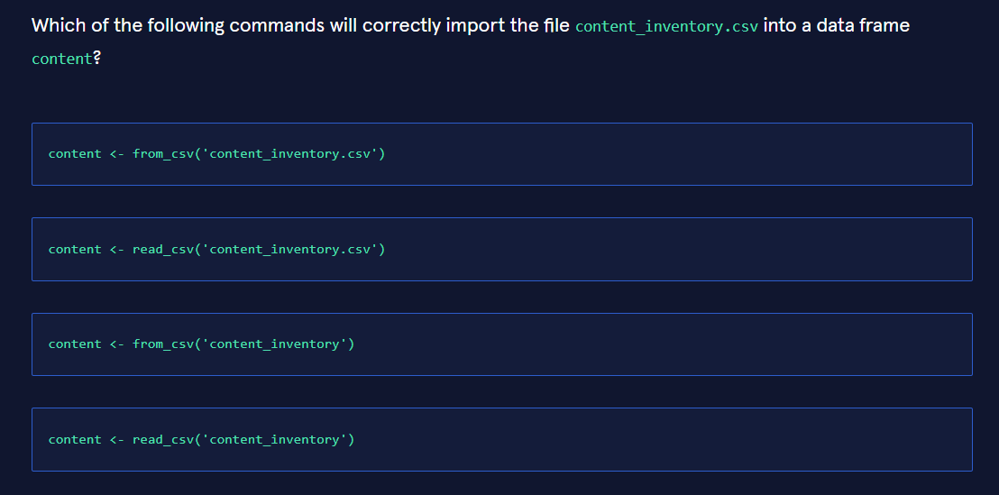 Which of the following commands will correctly import the file content_inventory.csv into a data frame
content?
content <- from_csv('content_inventory.csv')
content <- read_csv('content_inventory.csv')
content <- from_csv('content_inventory')
content <- read_csv('content_inventory')